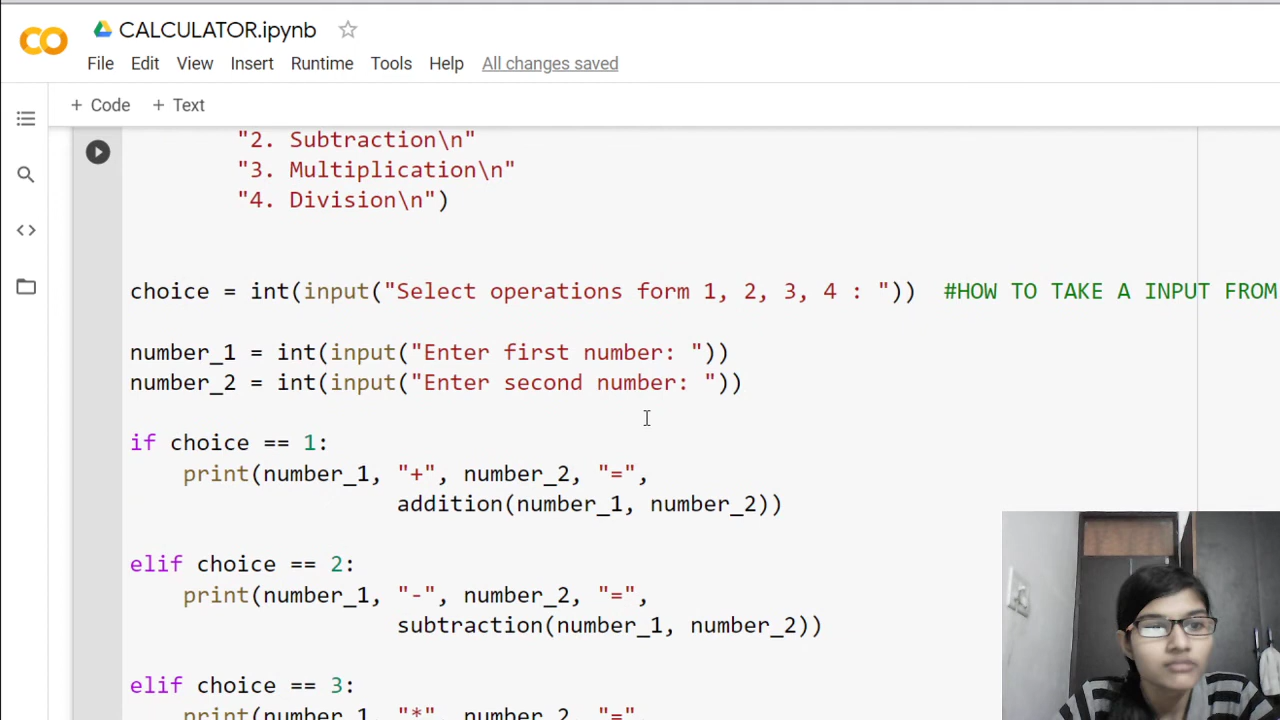 CALCULATOR.ipynb
File Edit View Insert Runtime Tools Help All changes saved
+ Code + Text
"2. Subtraction\n"
"3. Multiplication\n"
"4. Division\n")
choice = int(input("Select operations form 1, 2, 3, 4 : ")) #HOW TO TAKE A INPUT FROM
number_1 = int(input("Enter first number: "))
number_2 = int(input("Enter second number: "))
if choice == 1:
print(number_1, "+", number_2, "=",
addition(number_1, number_2))
elif choice == 2:
print(number_1, "-", number_2, "=",
subtraction(number_1, number_2))
elif choice == 3:
print(number_1, "*", number_2, "=",